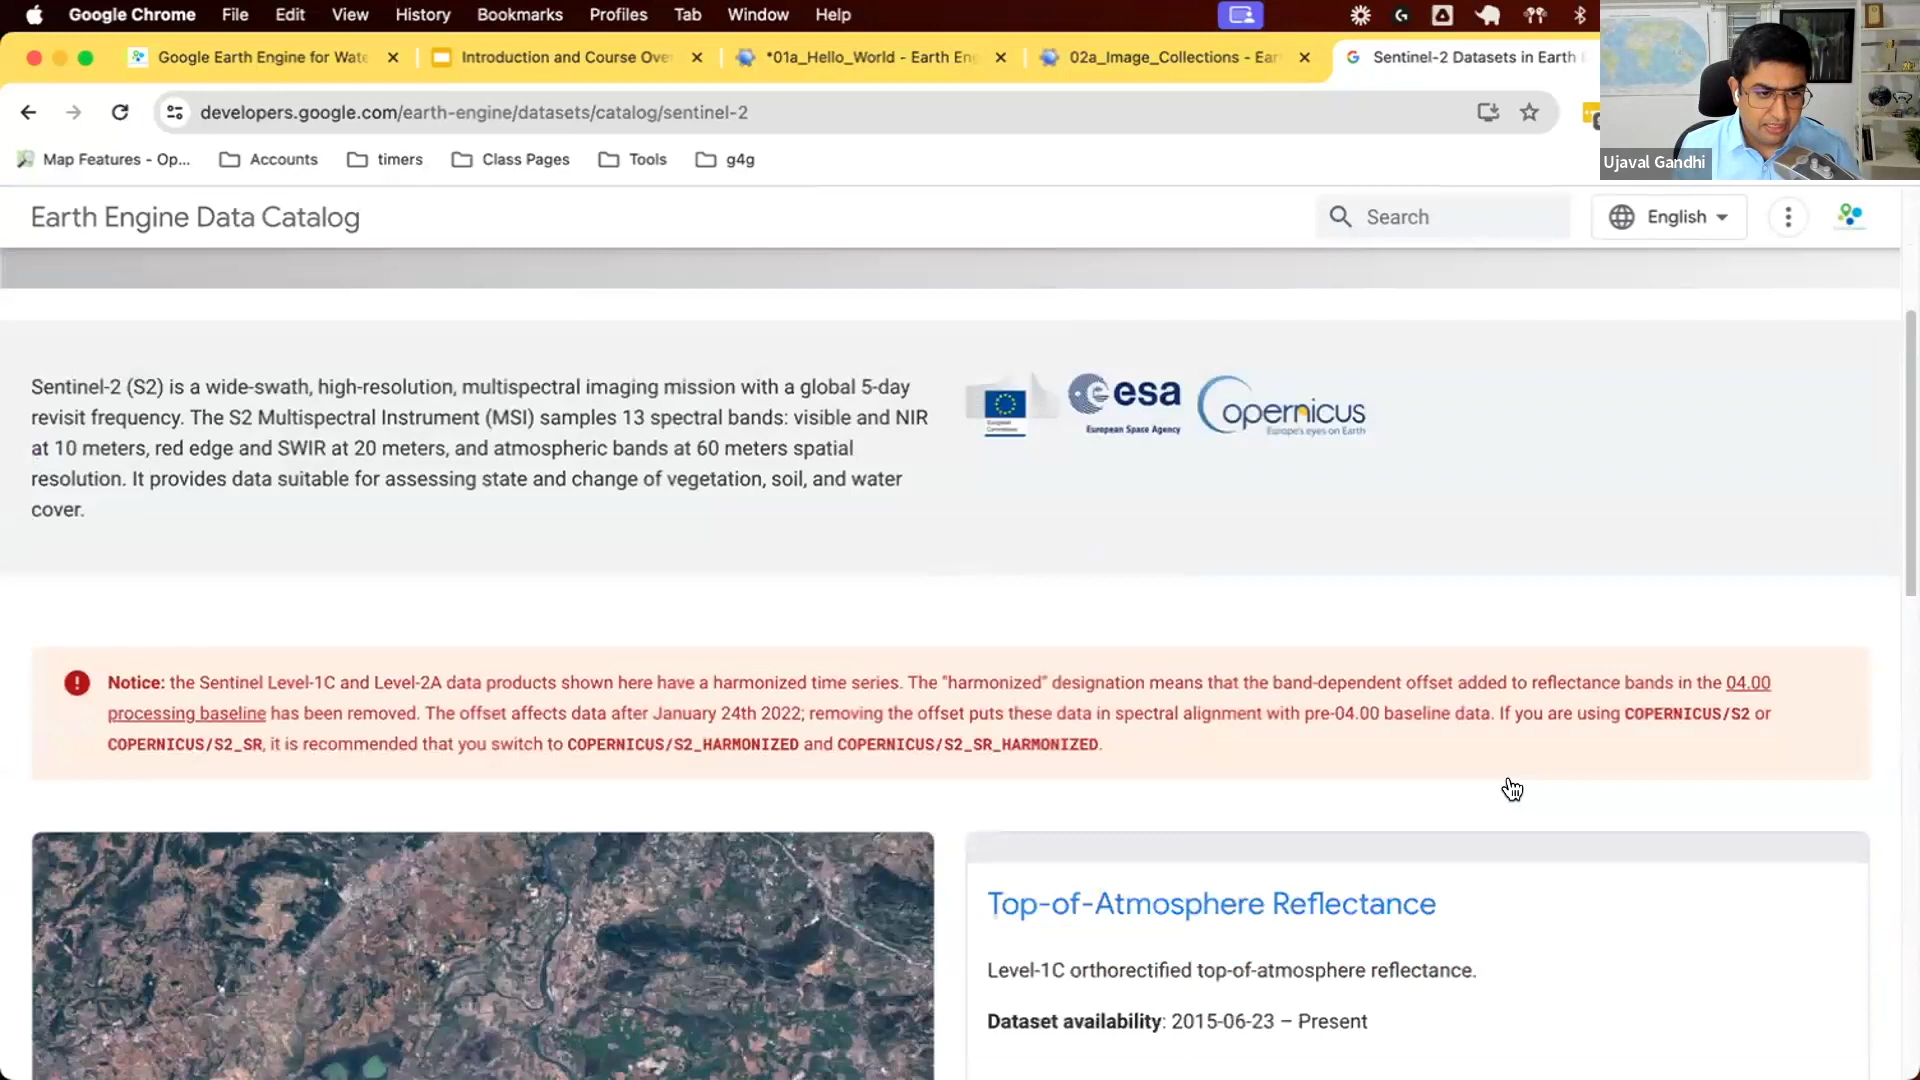 Google Chrome File Edit View History Bookmarks Profiles Tab Window Help
Google Earth Engine for Wate
Introduction and Course Ove
*01a_Hello_World - Earth En
02a_Image_Collections - Ear
Sentinel-2 Datasets in Earth
developers.google.com/earth-engine/datasets/catalog/sentinel-2
Map Features - Op... Accounts timers Class Pages Tools g4g
Ujaval Gandhi
Earth Engine Data Catalog
Search
English
Sentinel-2 (S2) is a wide-swath, high-resolution, multispectral imaging mission with a global 5-day
revisit frequency. The S2 Multispectral Instrument (MSI) samples 13 spectral bands: visible and NIR
at 10 meters, red edge and SWIR at 20 meters, and atmospheric bands at 60 meters spatial
resolution. It provides data suitable for assessing state and change of vegetation, soil, and water
cover.
European Commission
esa
European Space Agency
opernicus
Europe's eyes on Earth
Notice: the Sentinel Level-1C and Level-2A data products shown here have a harmonized time series. The "harmonized" designation means that the band-dependent offset added to reflectance bands in the 04.00
processing baseline has been removed. The offset affects data after January 24th 2022; removing the offset puts these data in spectral alignment with pre-04.00 baseline data. If you are using COPERNICUS/S2 or
COPERNICUS/S2_SR, it is recommended that you switch to COPERNICUS/S2_HARMONIZED and COPERNICUS/S2_SR_HARMONIZED.
Top-of-Atmosphere Reflectance
Level-1C orthorectified top-of-atmosphere reflectance.
Dataset availability: 2015-06-23 – Present